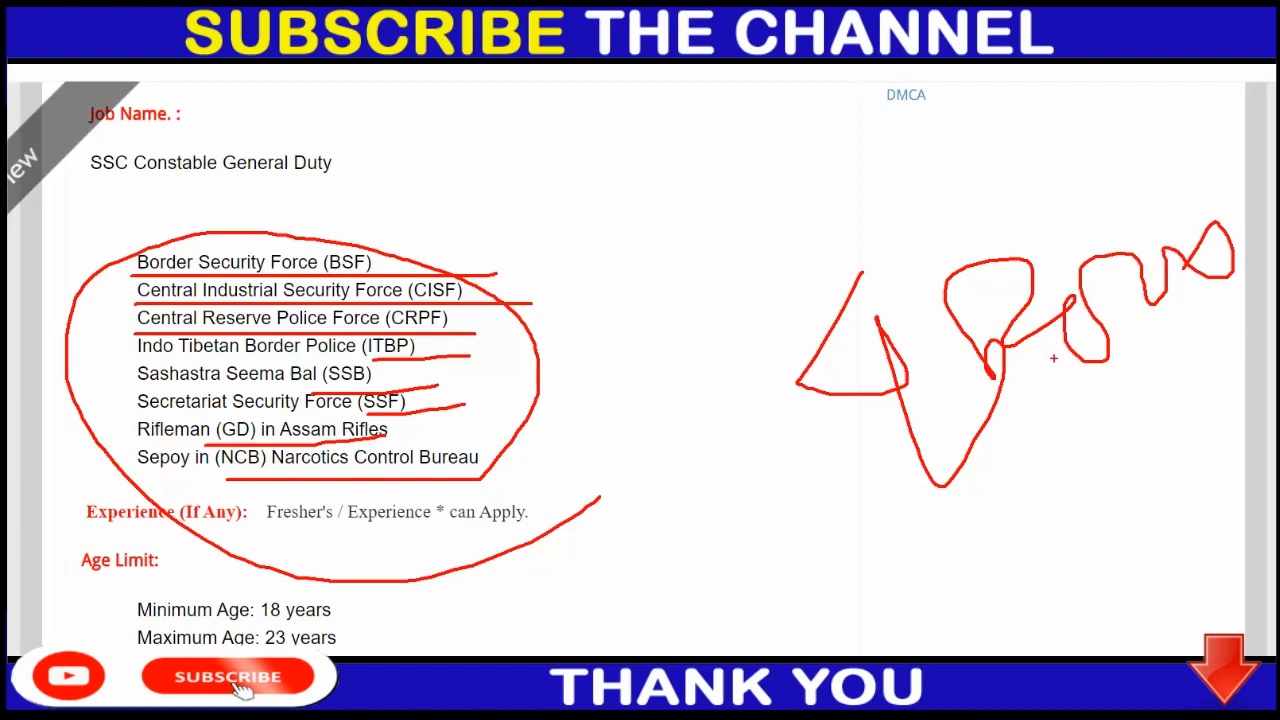 SUBSCRIBE THE CHANNEL
DMCA
Job Name. :
SSC Constable General Duty
Border Security Force (BSF)
Central Industrial Security Force (CISF)
Central Reserve Police Force (CRPF)
Indo Tibetan Border Police (ITBP)
Sashastra Seema Bal (SSB)
Secretariat Security Force (SSF)
Rifleman (GD) in Assam Rifles
Sepoy in (NCB) Narcotics Control Bureau
Experience (If Any): Fresher's / Experience * can Apply.
Age Limit:
Minimum Age: 18 years
Maximum Age: 23 years
SUBSCRIBE
THANK YOU